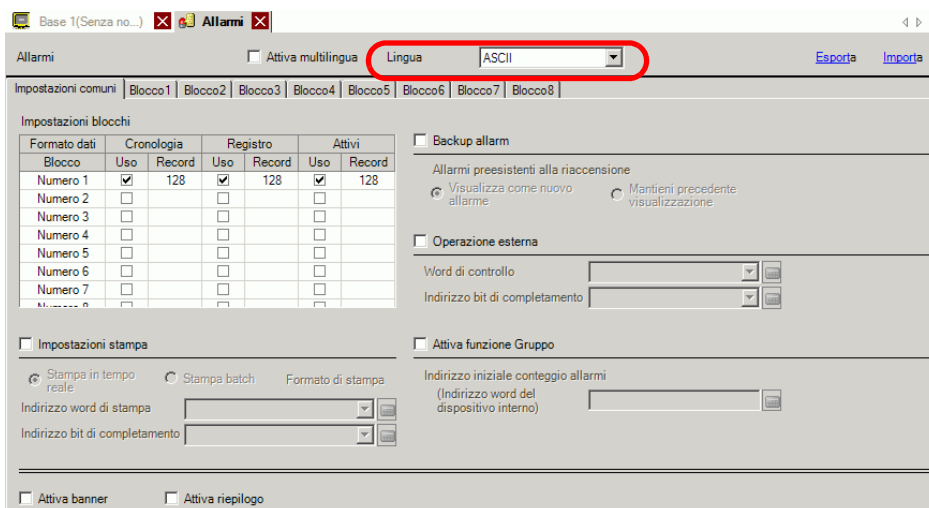 Base 1(Senza no...) Allarmi
Allarmi Attiva multilingua Lingua ASCII Esporta Importa
Impostazioni comuni Blocco1 Blocco2 Blocco3 Blocco4 Blocco5 Blocco6 Blocco7 Blocco8
Impostazioni blocchi
Formato dati Cronologia Registro Attivi
Blocco Uso Record Uso Record Uso Record
Numero 1 128 128 128
Numero 2
Numero 3
Numero 4
Numero 5
Numero 6
Numero 7
Numero 8
Backup allarm
Allarmi preesistenti alla riaccensione
Visualizza come nuovo allarme
Mantieni precedente visualizzazione
Operazione esterna
Word di controllo
Indirizzo bit di completamento
Impostazioni stampa
Stampa in tempo reale
Stampa batch
Formato di stampa
Indirizzo word di stampa
Indirizzo bit di completamento
Attiva funzione Gruppo
Indirizzo iniziale conteggio allarmi
(Indirizzo word del
dispositivo interno)
Attiva banner Attiva riepilogo